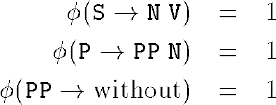 ϕ(S → N V) = 1
ϕ(P → PP N) = 1
ϕ(PP → without) = 1